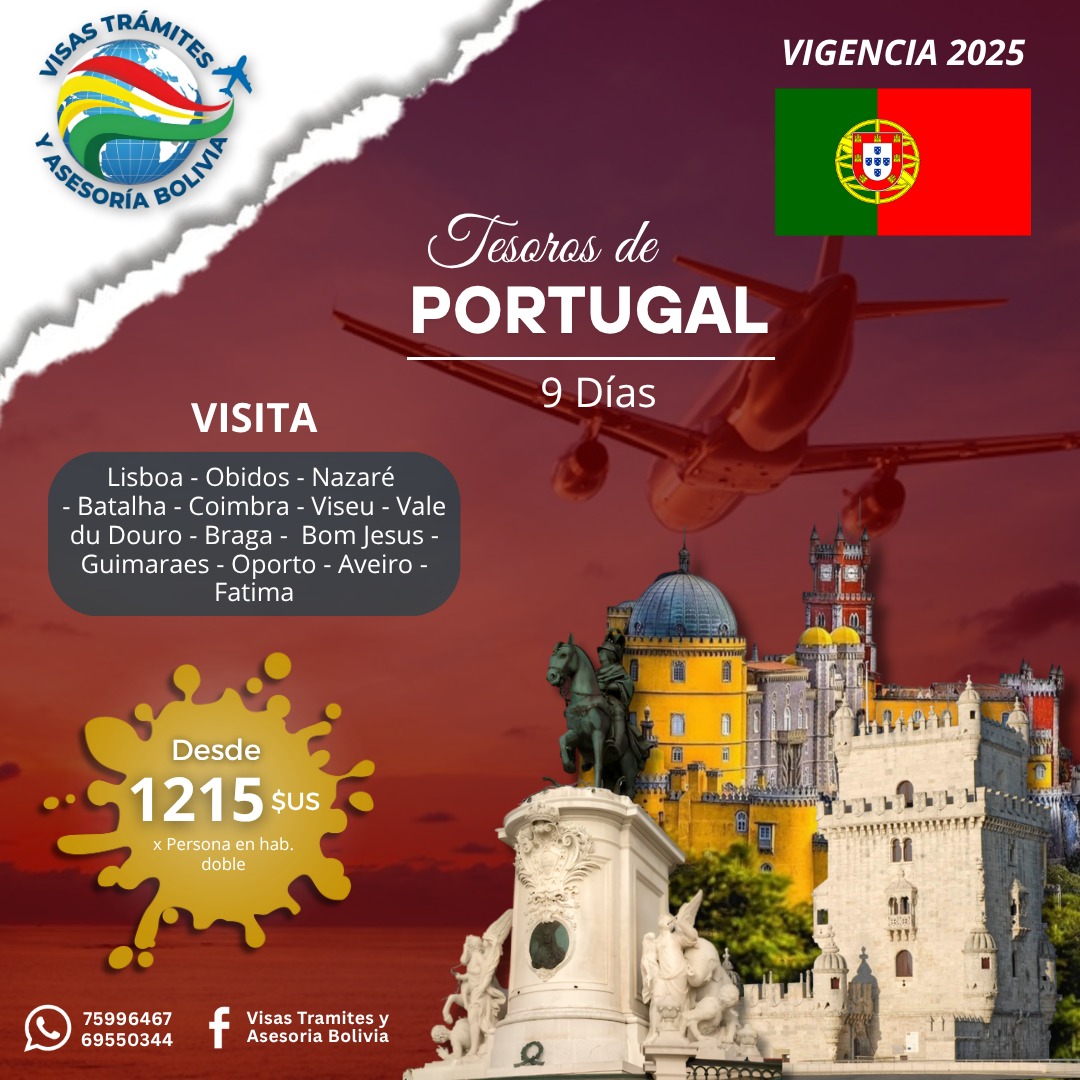 VISAS TRÁMITES
Y ASESORÍA BOLIVIA
VIGENCIA 2025
Tesoros de
PORTUGAL
9 Días
VISITA
Lisboa - Obidos - Nazaré
- Batalha - Coimbra - Viseu - Vale
du Douro - Braga - Bom Jesus -
Guimaraes - Oporto - Aveiro -
Fatima
Desde
1215 $US
x Persona en hab.
doble
75996467
69550344
Visas Tramites y
Asesoria Bolivia